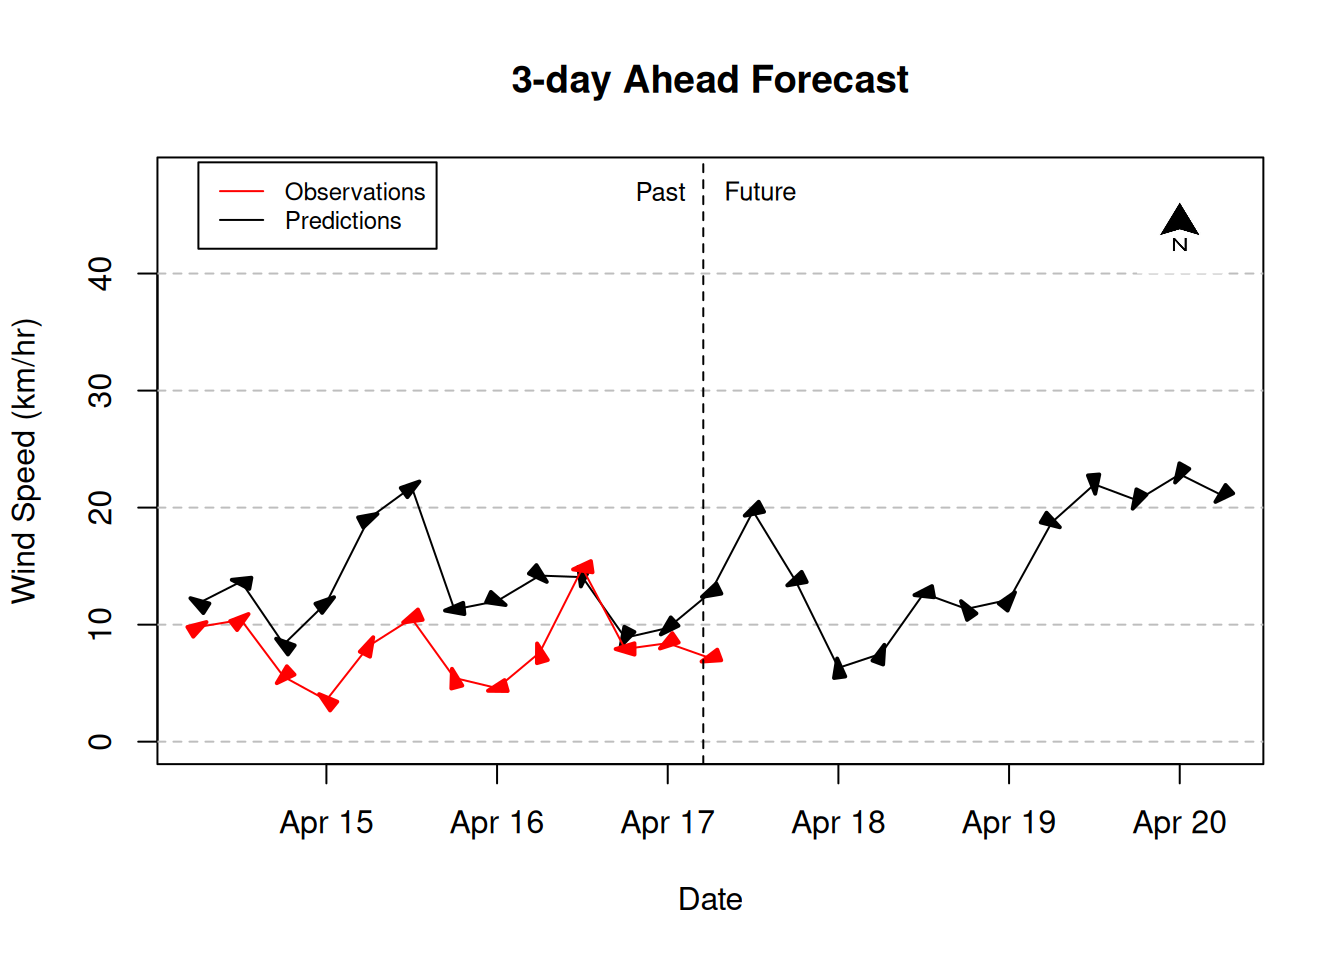 3-day Ahead Forecast
Observations
Predictions
Past
Future
N
Wind Speed (km/hr)
40
30
20
10
0
Apr 15
Apr 16
Apr 17
Apr 18
Apr 19
Apr 20
Date